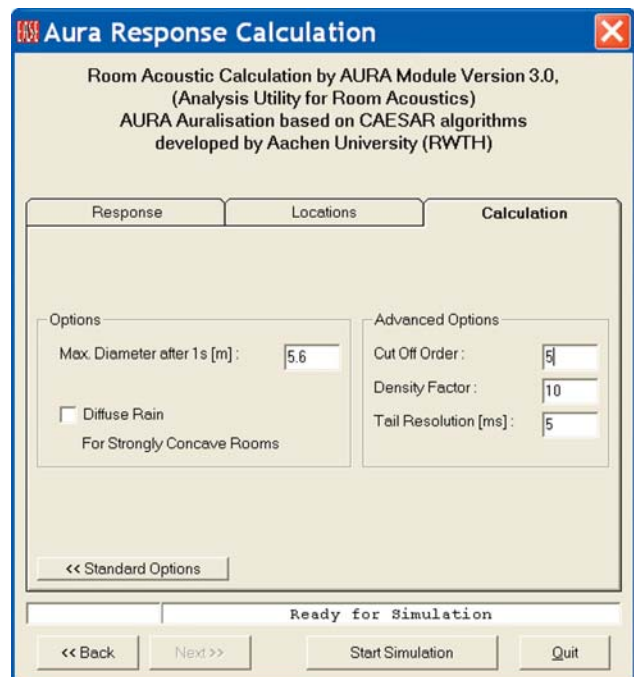 EASE Aura Response Calculation
Room Acoustic Calculation by AURA Module Version 3.0,
(Analysis Utility for Room Acoustics)
AURA Auralisation based on CAESAR algorithms
developed by Aachen University (RWTH)
Response Locations Calculation
Options
Max. Diameter after 1s [m] : 5.6
Diffuse Rain
For Strongly Concave Rooms
Advanced Options
Cut Off Order : 5
Density Factor : 10
Tail Resolution [ms] : 5
<< Standard Options
Ready for Simulation
<< Back Next >> Start Simulation Quit